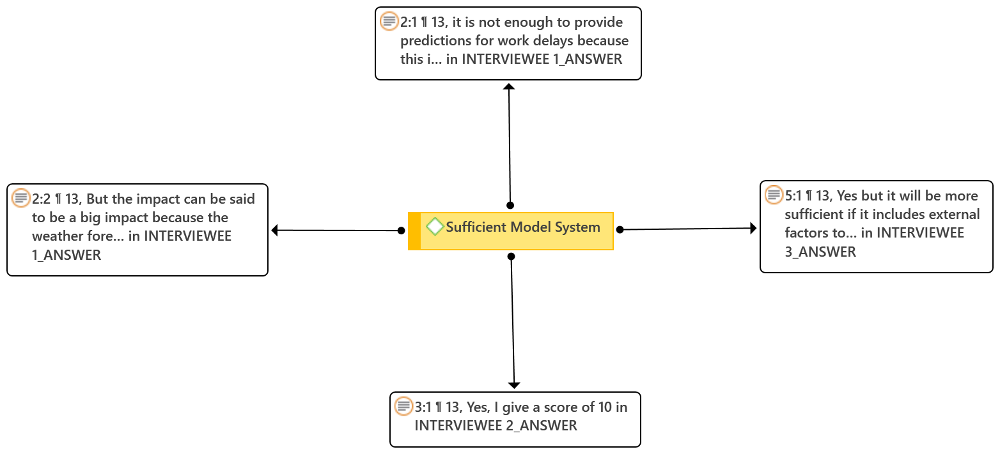 2:1 ¶ 13, it is not enough to provide
predictions for work delays because
this i... in INTERVIEWEE 1_ANSWER
2:2 ¶ 13, But the impact can be said
to be a big impact because the
weather fore... in INTERVIEWEE
1_ANSWER
Sufficient Model System
5:1 ¶ 13, Yes but it will be more
sufficient if it includes external
factors to... in INTERVIEWEE
3_ANSWER
3:1 ¶ 13, Yes, I give a score of 10 in
INTERVIEWEE 2_ANSWER